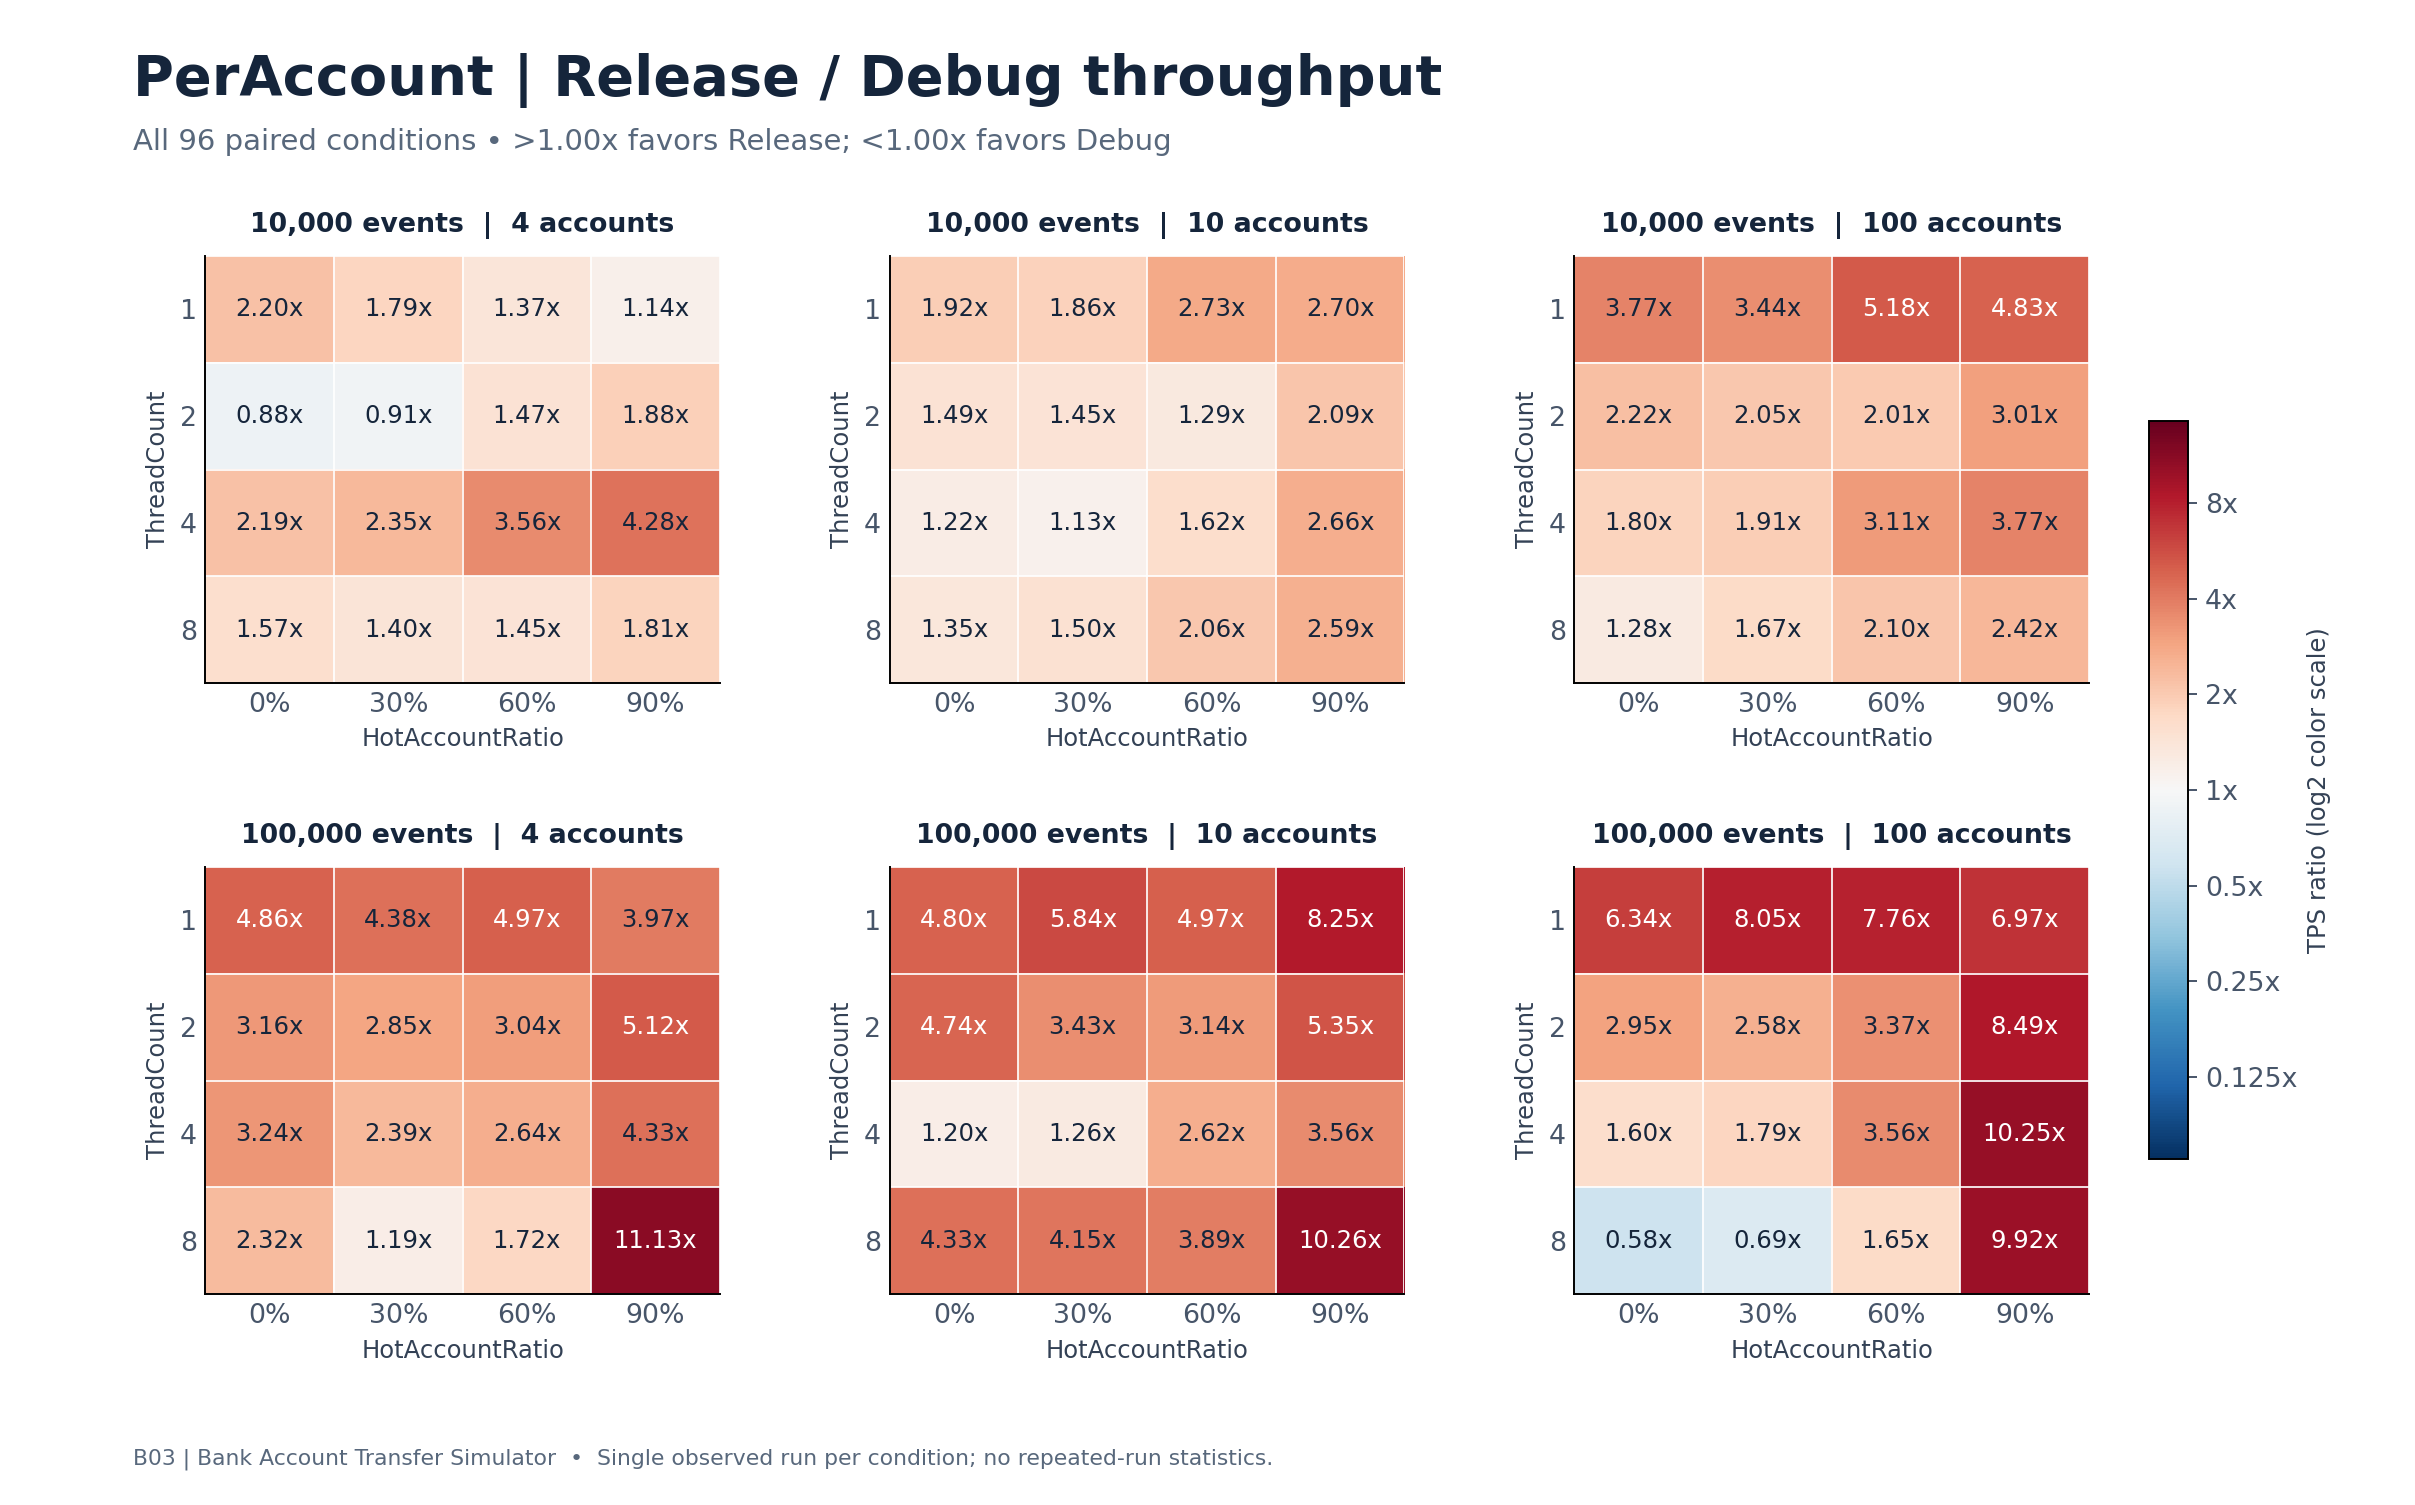 PerAccount | Release / Debug throughput
All 96 paired conditions • >1.00x favors Release; <1.00x favors Debug
10,000 events | 4 accounts
ThreadCount
1 2.20x 1.79x 1.37x 1.14x
2 0.88x 0.91x 1.47x 1.88x
4 2.19x 2.35x 3.56x 4.28x
8 1.57x 1.40x 1.45x 1.81x
0% 30% 60% 90%
HotAccountRatio
10,000 events | 10 accounts
ThreadCount
1 1.92x 1.86x 2.73x 2.70x
2 1.49x 1.45x 1.29x 2.09x
4 1.22x 1.13x 1.62x 2.66x
8 1.35x 1.50x 2.06x 2.59x
0% 30% 60% 90%
HotAccountRatio
10,000 events | 100 accounts
ThreadCount
1 3.77x 3.44x 5.18x 4.83x
2 2.22x 2.05x 2.01x 3.01x
4 1.80x 1.91x 3.11x 3.77x
8 1.28x 1.67x 2.10x 2.42x
0% 30% 60% 90%
HotAccountRatio
100,000 events | 4 accounts
ThreadCount
1 4.86x 4.38x 4.97x 3.97x
2 3.16x 2.85x 3.04x 5.12x
4 3.24x 2.39x 2.64x 4.33x
8 2.32x 1.19x 1.72x 11.13x
0% 30% 60% 90%
HotAccountRatio
100,000 events | 10 accounts
ThreadCount
1 4.80x 5.84x 4.97x 8.25x
2 4.74x 3.43x 3.14x 5.35x
4 1.20x 1.26x 2.62x 3.56x
8 4.33x 4.15x 3.89x 10.26x
0% 30% 60% 90%
HotAccountRatio
100,000 events | 100 accounts
ThreadCount
1 6.34x 8.05x 7.76x 6.97x
2 2.95x 2.58x 3.37x 8.49x
4 1.60x 1.79x 3.56x 10.25x
8 0.58x 0.69x 1.65x 9.92x
0% 30% 60% 90%
HotAccountRatio
8x
4x
2x
1x
0.5x
0.25x
0.125x
TPS ratio (log2 color scale)
B03 | Bank Account Transfer Simulator • Single observed run per condition; no repeated-run statistics.